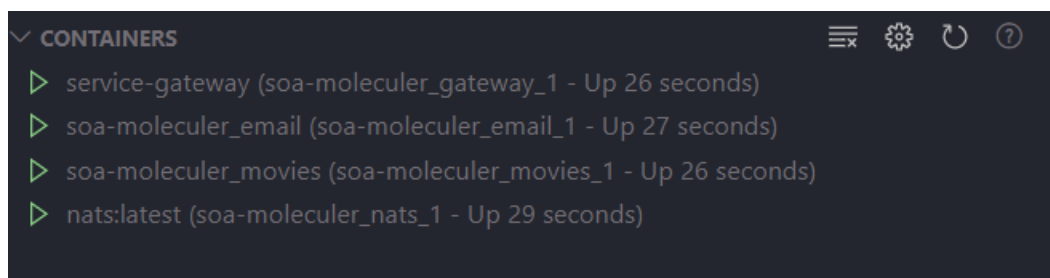 CONTAINERS
service-gateway (soa-moleculer_gateway_1 - Up 26 seconds)
soa-moleculer_email (soa-moleculer_email_1 - Up 27 seconds)
soa-moleculer_movies (soa-moleculer_movies_1 - Up 26 seconds)
nats:latest (soa-moleculer_nats_1 - Up 29 seconds)